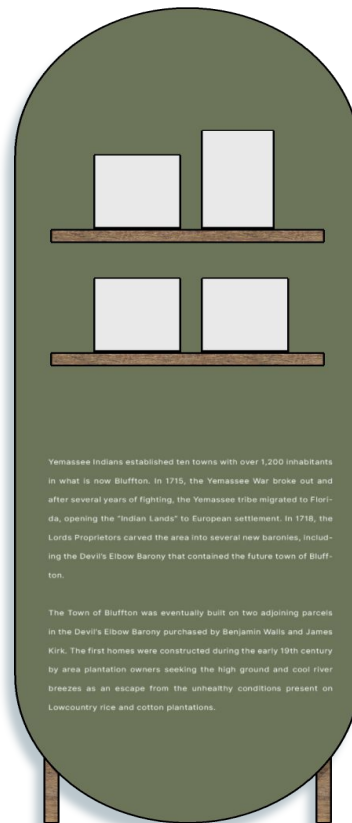 Yemassee Indians established ten towns with over 1,200 inhabitants
in what is now Bluffton. In 1715, the Yemassee War broke out and
after several years of fighting, the Yemassee tribe migrated to Flori-
da, opening the "Indian Lands" to European settlement. In 1718, the
Lords Proprietors carved the area into several new baronies, includ-
ing the Devil's Elbow Barony that contained the future town of Bluff-
ton.
The Town of Bluffton was eventually built on two adjoining parcels
in the Devil's Elbow Barony purchased by Benjamin Walls and James
Kirk. The first homes were constructed during the early 19th century
by area plantation owners seeking the high ground and cool river
breezes as an escape from the unhealthy conditions present on
Lowcountry rice and cotton plantations.